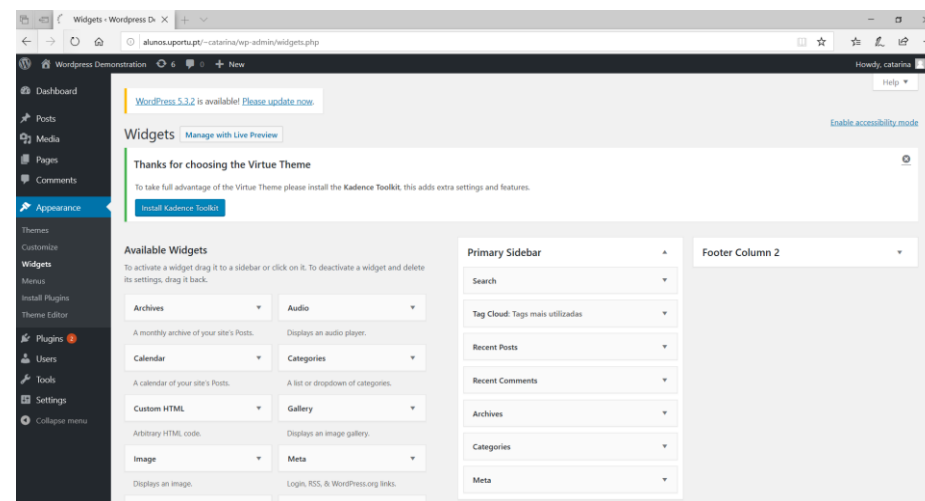 Widgets ‹ Wordpress De
alunos.uportu.pt/~catarina/wp-admin/widgets.php
Wordpress Demonstration 6 0 + New
Howdy, catarina
Help
Dashboard
Posts
Media
Pages
Comments
Appearance
Themes
Customize
Widgets
Menus
Install Plugins
Theme Editor
Plugins 2
Users
Tools
Settings
Collapse menu
WordPress 5.3.2 is available! Please update now.
Enable accessibility mode
Widgets Manage with Live Preview
Thanks for choosing the Virtue Theme
To take full advantage of the Virtue Theme please install the Kadence Toolkit, this adds extra settings and features.
Install Kadence Toolkit
Available Widgets
To activate a widget drag it to a sidebar or click on it. To deactivate a widget and delete
its settings, drag it back.
Archives
A monthly archive of your site's Posts.
Audio
Displays an audio player.
Calendar
A calendar of your site's Posts.
Categories
A list or dropdown of categories.
Custom HTML
Arbitrary HTML code.
Gallery
Displays an image gallery.
Image
Displays an image.
Meta
Login, RSS, & WordPress.org links.
Primary Sidebar
Search
Tag Cloud: Tags mais utilizadas
Recent Posts
Recent Comments
Archives
Categories
Meta
Footer Column 2